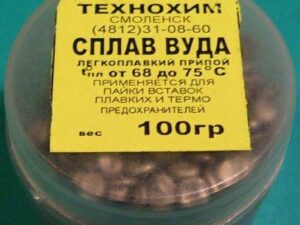 ТЕХНОХИМ
СМОЛЕНСК
(4812)31-08-60
СПЛАВ ВУДА
ЛЕГКОПЛАВКИЙ ПРИПОЙ
t°пл от 68 до 75°С
ПРИМЕНЯЕТСЯ ДЛЯ
ПАЙКИ ВСТАВОК
ПЛАВКИХ И ТЕРМО
ПРЕДОХРАНИТЕЛЕЙ
вес 100гр